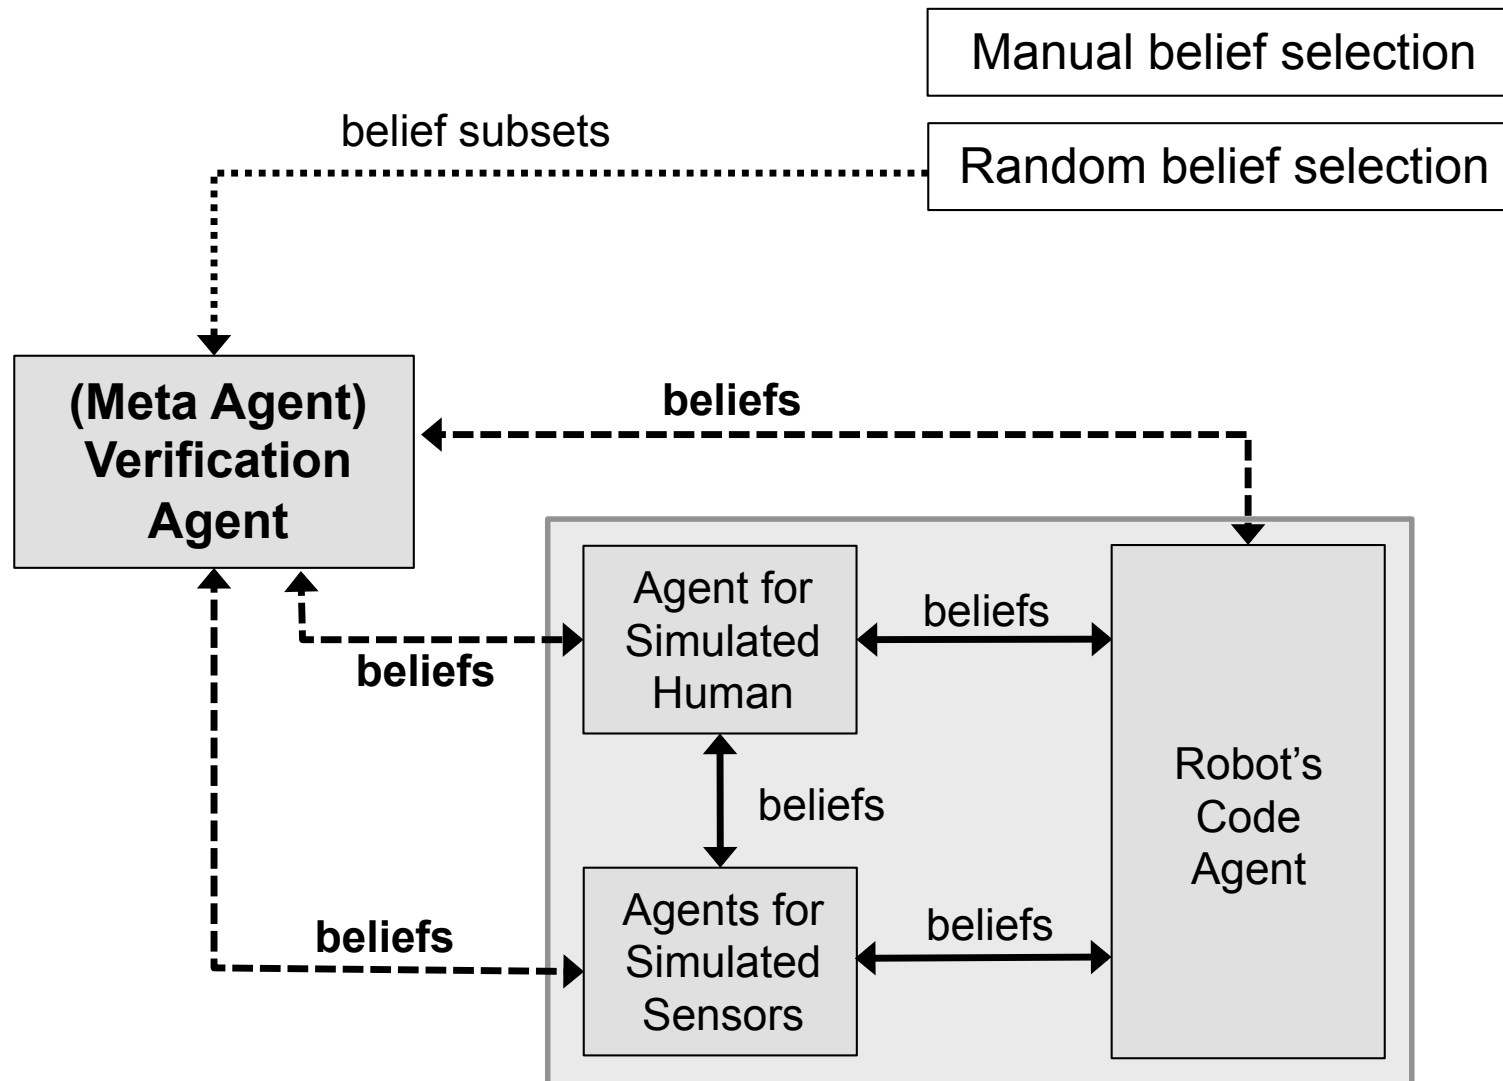 Manual belief selection
belief subsets
Random belief selection
(Meta Agent)
Verification
Agent
beliefs
Agent for
Simulated
Human
beliefs
beliefs
beliefs
Robot’s
Code
Agent
Agents for
Simulated
Sensors
beliefs
beliefs